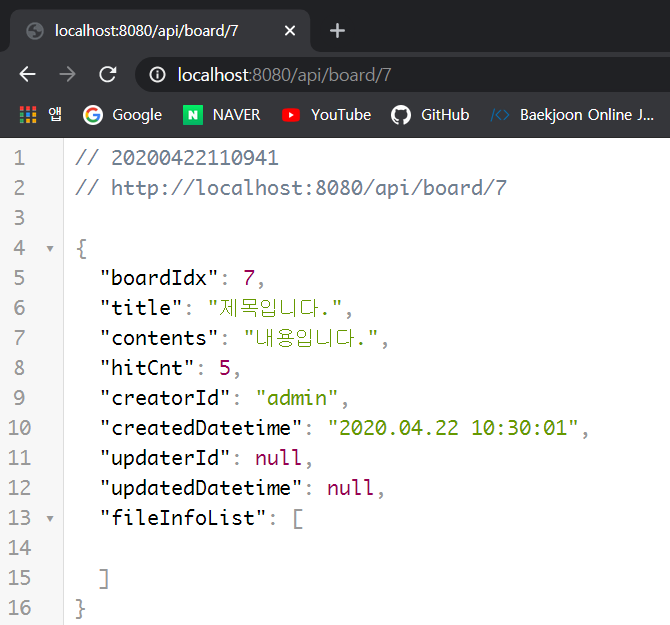 localhost:8080/api/board/7
localhost:8080/api/board/7
앱 Google N NAVER YouTube GitHub Baekjoon Online J...
1 // 20200422110941
2 // http://localhost:8080/api/board/7
3
4 {
5 "boardIdx": 7,
6 "title": "제목입니다.",
7 "contents": "내용입니다.",
8 "hitCnt": 5,
9 "creatorId": "admin",
10 "createdDatetime": "2020.04.22 10:30:01",
11 "updaterId": null,
12 "updatedDatetime": null,
13 "fileInfoList": [
14
15 ]
16 }